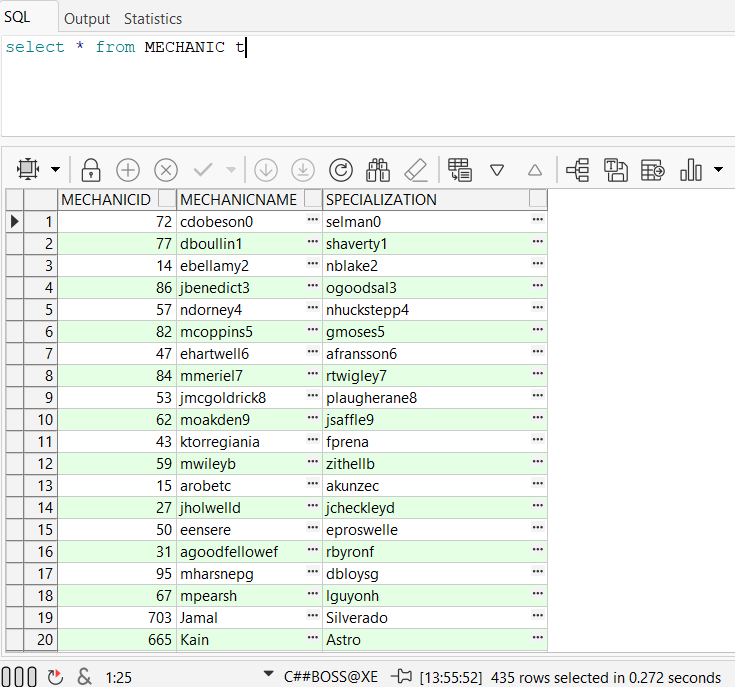 SQL Output Statistics
select * from MECHANIC t
MECHANICID MECHANICNAME SPECIALIZATION
1 72 cdobeson0 ··· selman0 ···
2 77 dboullin1 ··· shaverty1 ···
3 14 ebellamy2 ··· nblake2 ···
4 86 jbenedict3 ··· ogoodsal3 ···
5 57 ndorney4 ··· nhuckstepp4 ···
6 82 mcoppins5 ··· gmoses5 ···
7 47 ehartwell6 ··· afransson6 ···
8 84 mmeriel7 ··· rtwigley7 ···
9 53 jmcgoldrick8 ··· plaugherane8 ···
10 62 moakden9 ··· jsaffle9 ···
11 43 ktorregiania ··· fprena ···
12 59 mwileyb ··· zithellb ···
13 15 arobetc ··· akunzec ···
14 27 jholwelld ··· jcheckleyd ···
15 50 eensere ··· eproswelle ···
16 31 agoodfellowef ··· rbyronf ···
17 95 mharsnepg ··· dbloysg ···
18 67 mpearsh ··· lguyonh ···
19 703 Jamal ··· Silverado ···
20 665 Kain ··· Astro ···
& 1:25 C##BOSS@XE [13:55:52] 435 rows selected in 0.272 seconds